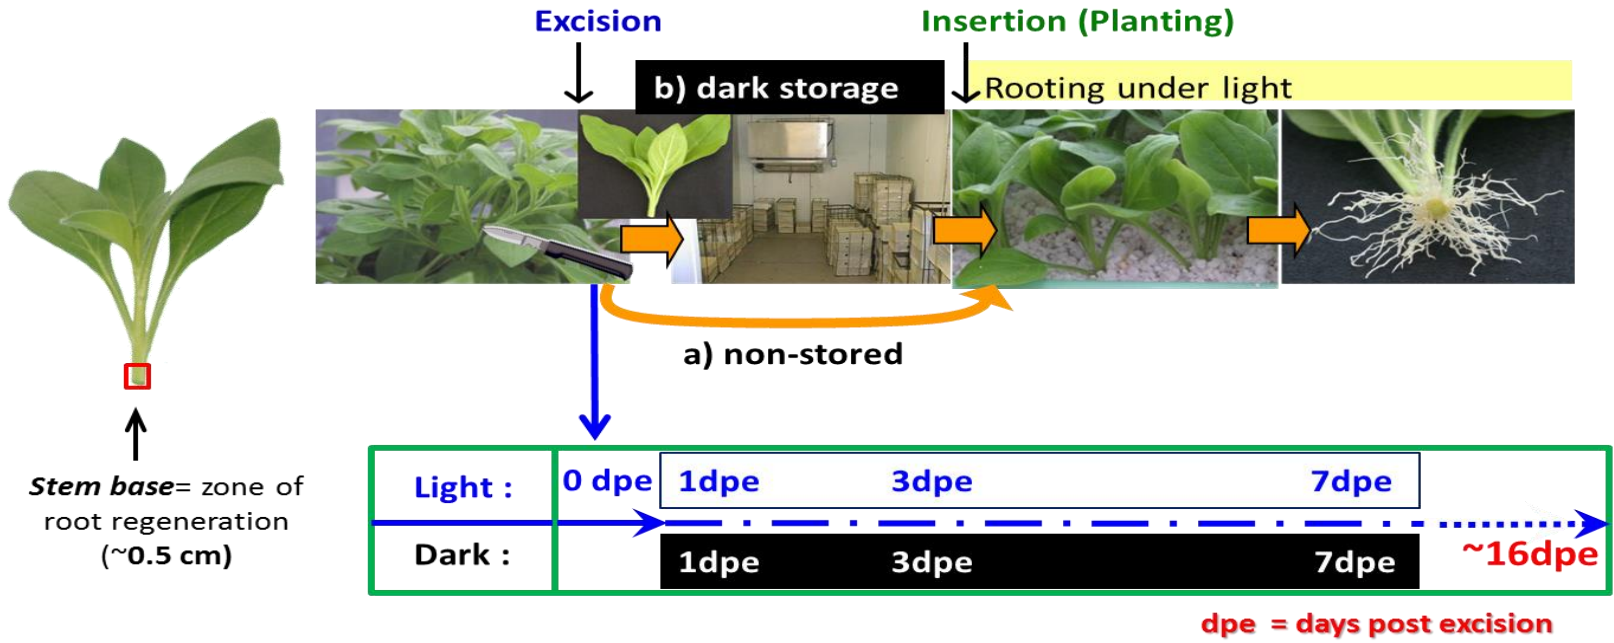 Excision
Insertion (Planting)
b) dark storage
Rooting under light
a) non-stored
Stem base= zone of
root regeneration
(~0.5 cm)
Light :
0 dpe
1dpe
3dpe
7dpe
Dark :
1dpe
3dpe
7dpe
~16dpe
dpe = days post excision